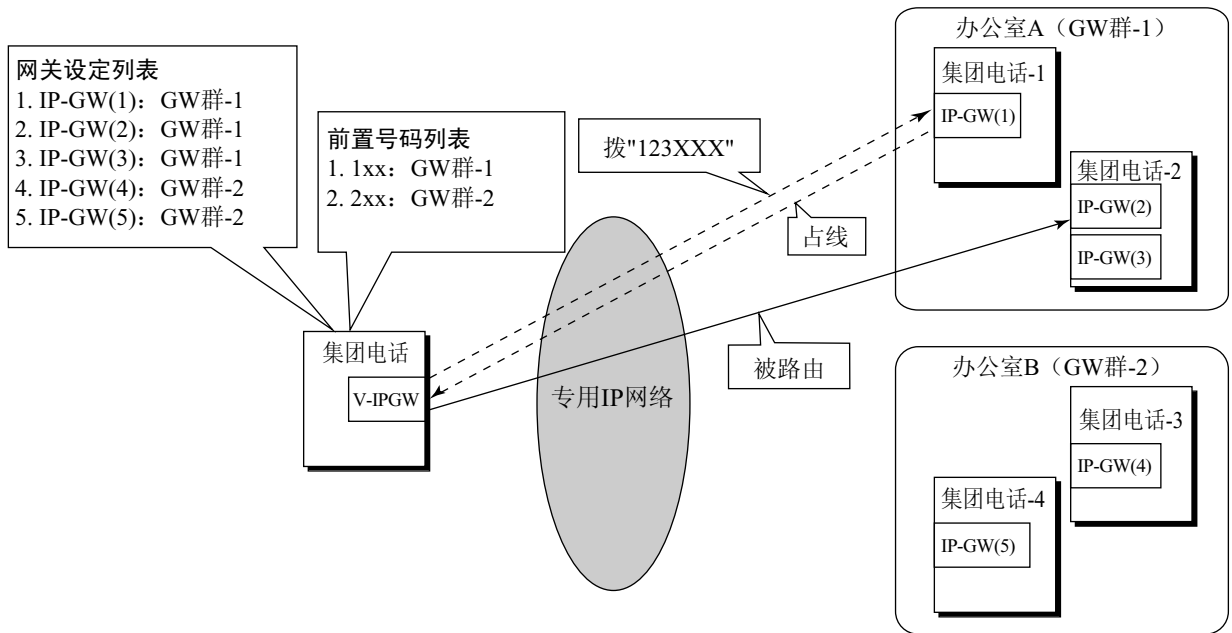 网关设定列表
1. IP-GW(1)：GW群-1
2. IP-GW(2)：GW群-1
3. IP-GW(3)：GW群-1
4. IP-GW(4)：GW群-2
5. IP-GW(5)：GW群-2
前置号码列表
1. 1xx：GW群-1
2. 2xx：GW群-2
拨"123XXX"
占线
被路由
集团电话
V-IPGW
专用IP网络
办公室A（GW群-1）
集团电话-1
IP-GW(1)
集团电话-2
IP-GW(2)
IP-GW(3)
办公室B（GW群-2）
集团电话-3
IP-GW(4)
集团电话-4
IP-GW(5)